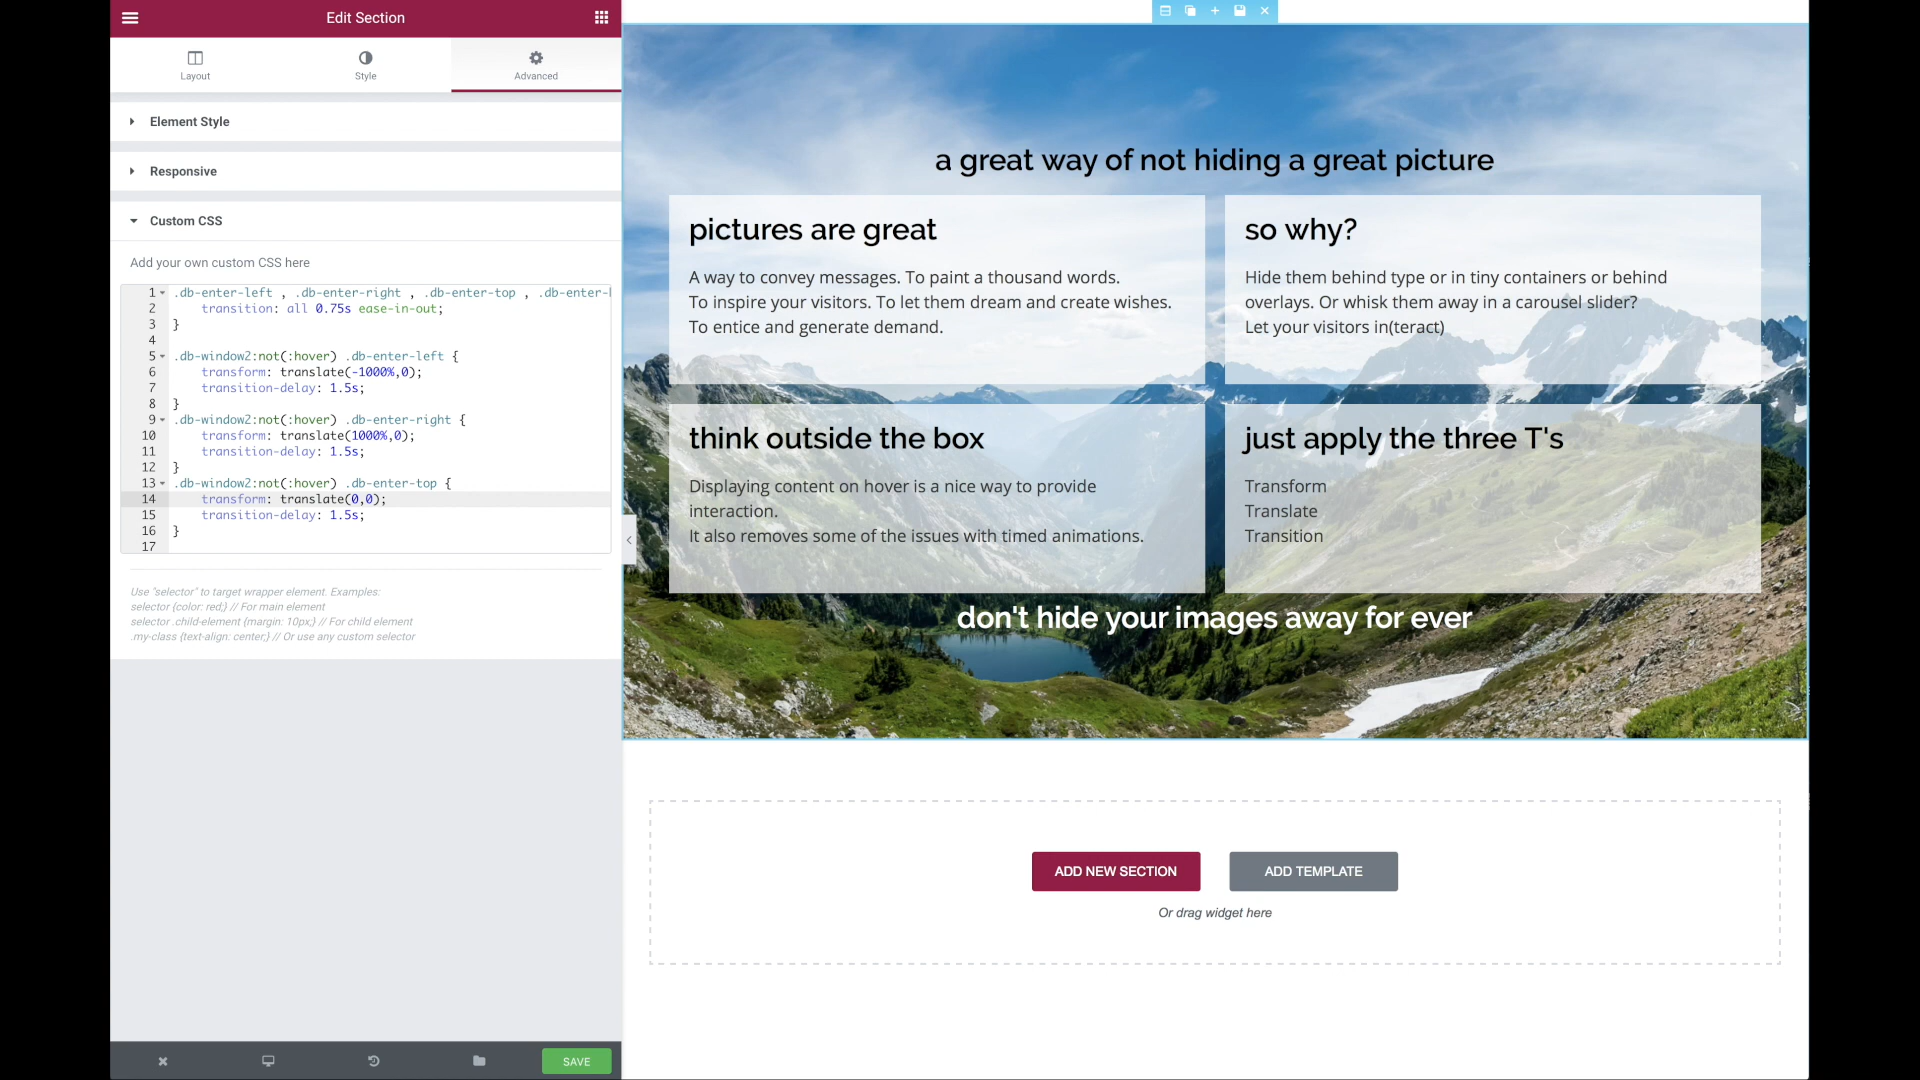 Edit Section
Layout
Style
Advanced
Element Style
Responsive
Custom CSS
Add your own custom CSS here
1 .db-enter-left , .db-enter-right , .db-enter-top , .db-enter-
2 transition: all 0.75s ease-in-out;
3 }
4
5 .db-window2:not(:hover) .db-enter-left {
6 transform: translate(-1000%,0);
7 transition-delay: 1.5s;
8 }
9 .db-window2:not(:hover) .db-enter-right {
10 transform: translate(1000%,0);
11 transition-delay: 1.5s;
12 }
13 .db-window2:not(:hover) .db-enter-top {
14 transform: translate(0,0);
15 transition-delay: 1.5s;
16 }
17
Use "selector" to target wrapper element. Examples:
selector {color: red;} // For main element
selector .child-element {margin: 10px;} // For child element
.my-class {text-align: center;} // Or use any custom selector
SAVE
a great way of not hiding a great picture
pictures are great
A way to convey messages. To paint a thousand words.
To inspire your visitors. To let them dream and create wishes.
To entice and generate demand.
so why?
Hide them behind type or in tiny containers or behind
overlays. Or whisk them away in a carousel slider?
Let your visitors in(teract)
think outside the box
Displaying content on hover is a nice way to provide
interaction.
It also removes some of the issues with timed animations.
just apply the three T's
Transform
Translate
Transition
don't hide your images away for ever
ADD NEW SECTION
ADD TEMPLATE
Or drag widget here